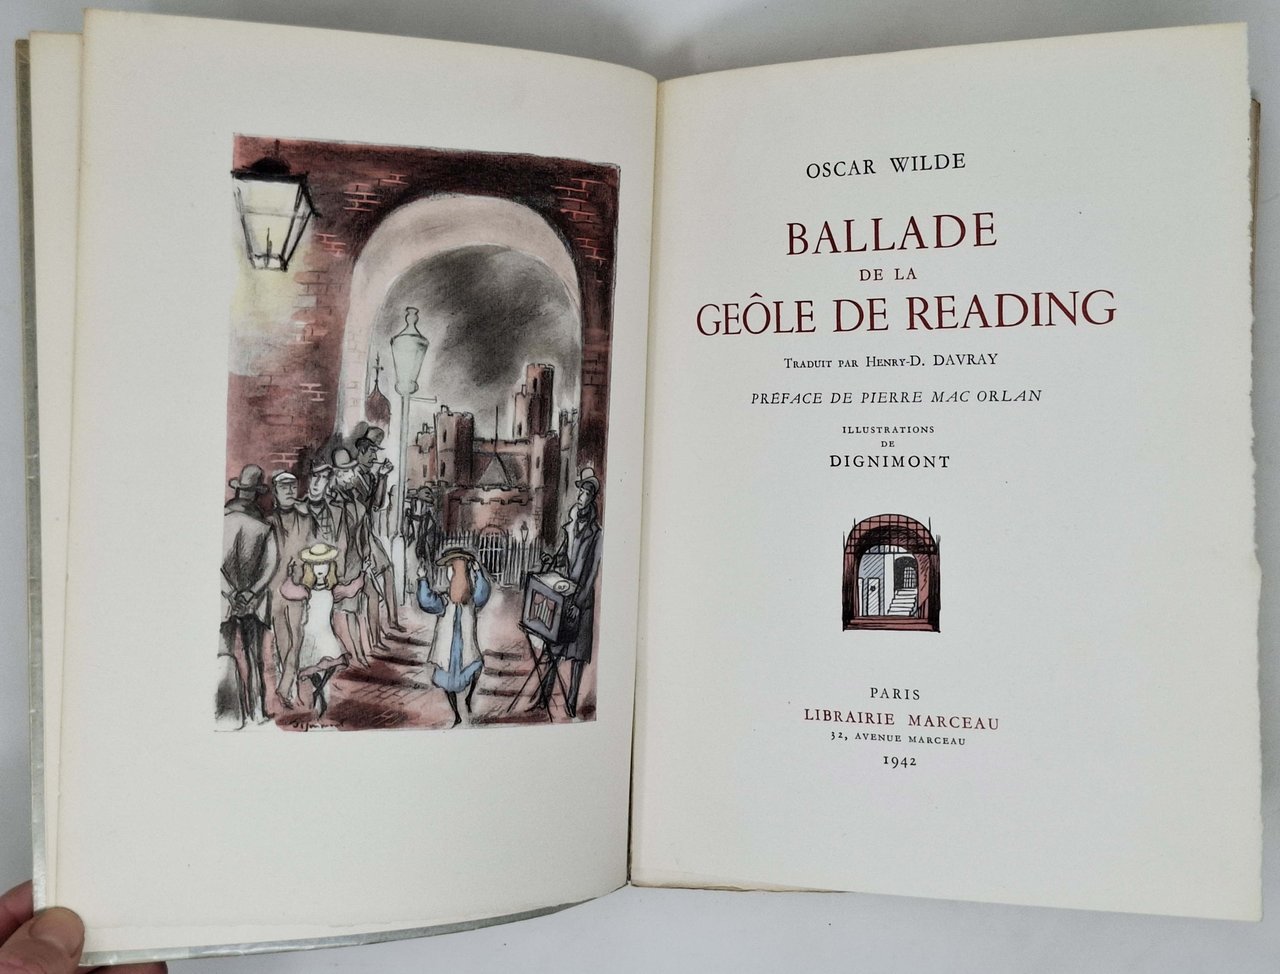 Dignimont
OSCAR WILDE
BALLADE
DE LA
GEÔLE DE READING
TRADUIT PAR HENRY-D. DAVRAY
PRÉFACE DE PIERRE MAC ORLAN
ILLUSTRATIONS
DE
DIGNIMONT
PARIS
LIBRAIRIE MARCEAU
32, AVENUE MARCEAU
1942